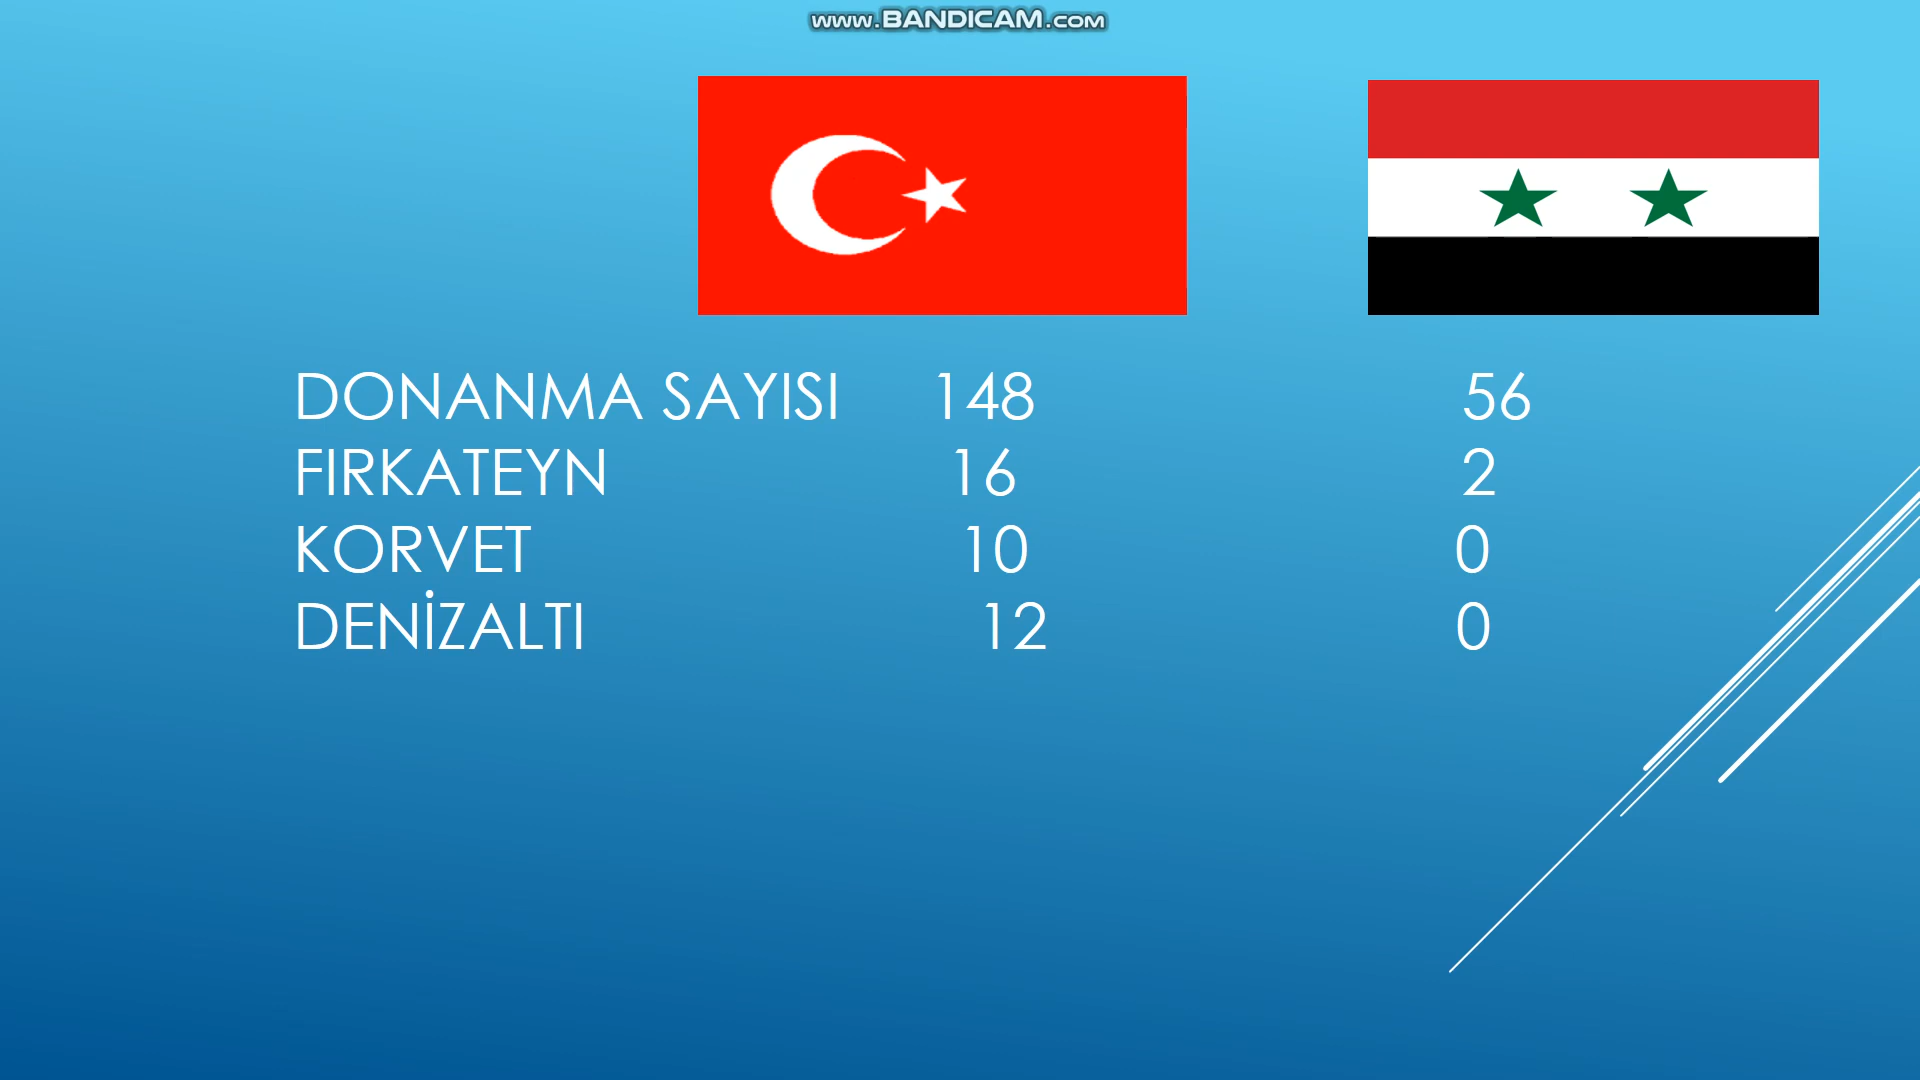 www.BANDICAM.com
DONANMA SAYISI 148 56
FIRKATEYN 16 2
KORVET 10 0
DENİZALTI 12 0